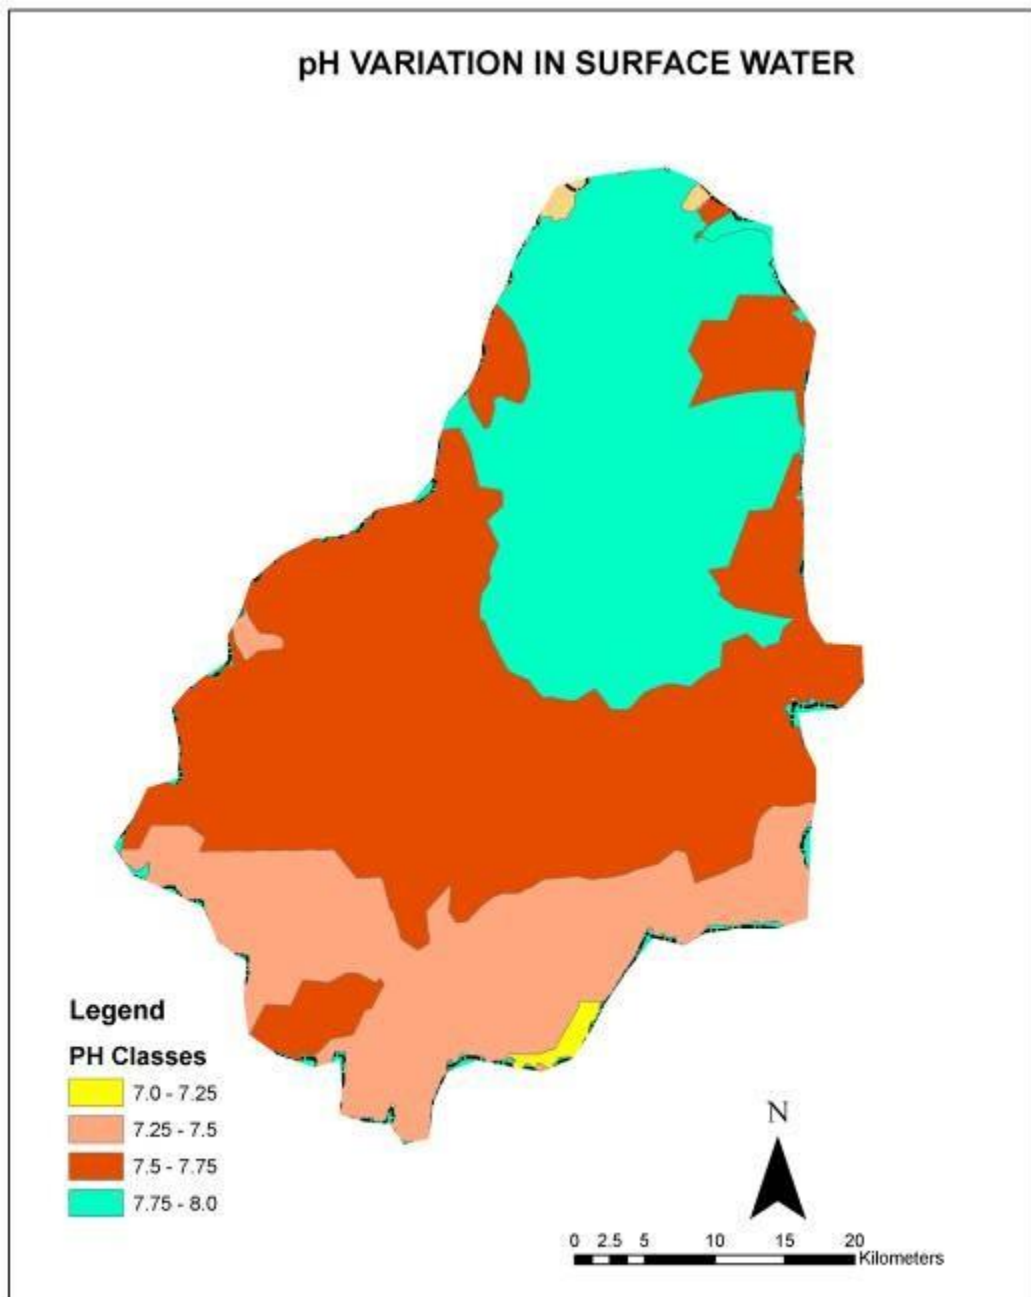 pH VARIATION IN SURFACE WATER
Legend
PH Classes
7.0 - 7.25
7.25 - 7.5
7.5 - 7.75
7.75 - 8.0
N
0 2.5 5 10 15 20
Kilometers